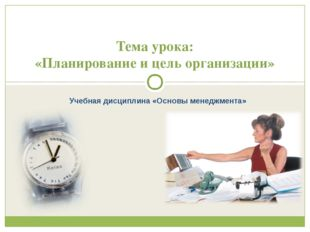 Тема урока:
«Планирование и цель организации»
Учебная дисциплина «Основы менеджмента»